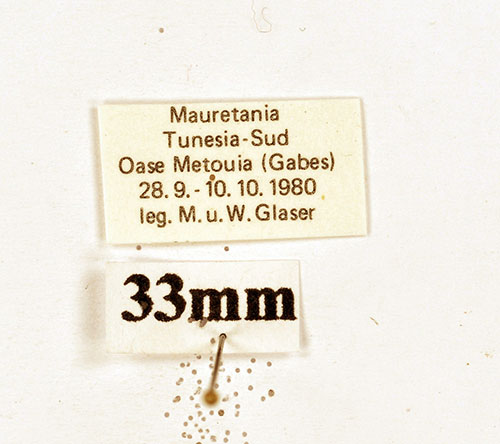 Mauretania
Tunesia-Sud
Oase Metouia (Gabes)
28. 9. - 10. 10. 1980
leg. M. u. W. Glaser
33mm